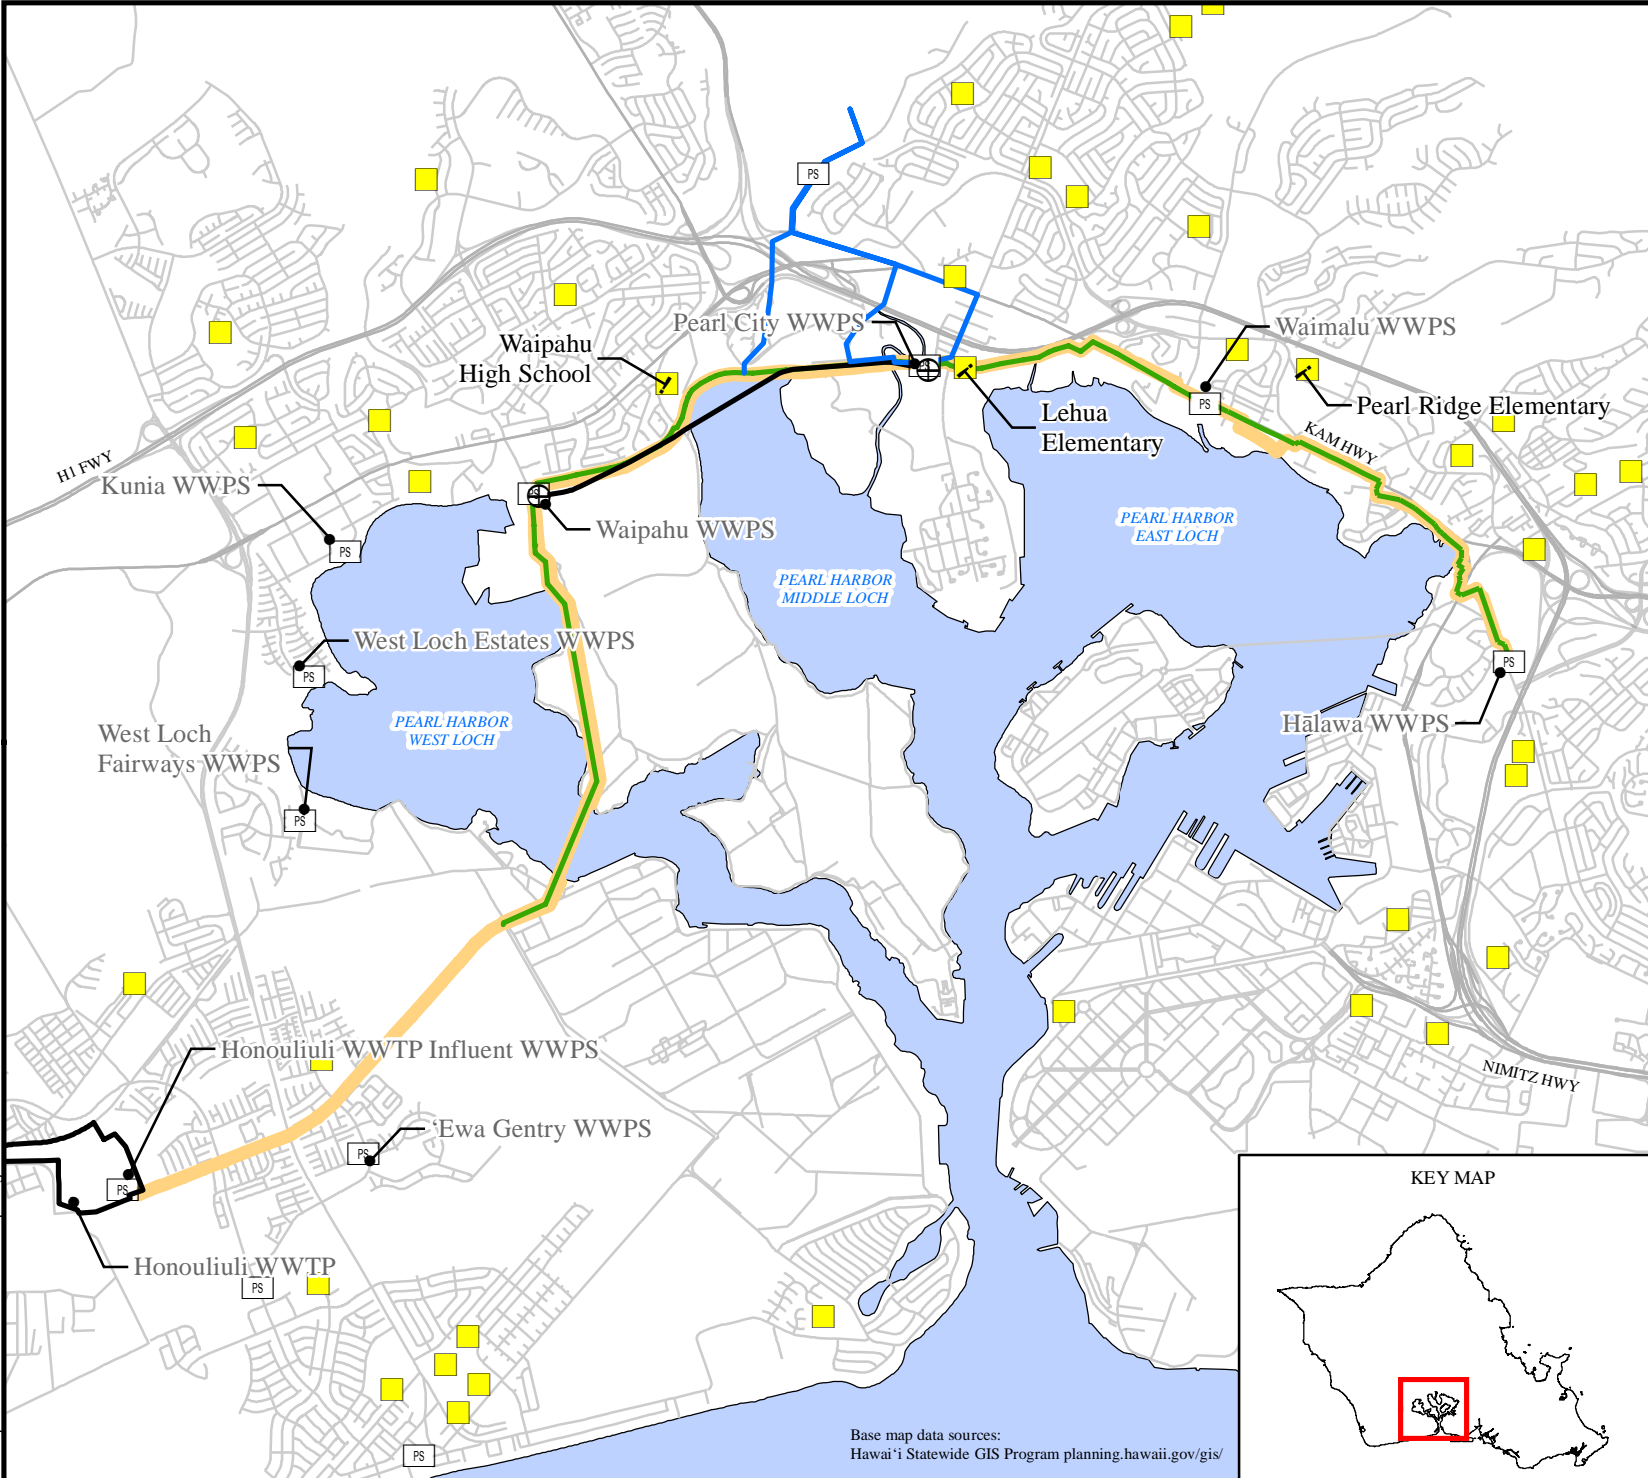 PS
Pearl City WWPS
Waimalu WWPS
Waipahu
High School
PS
PS
Pearl Ridge Elementary
Lehua
Elementary
KAM HWY
H1 FWY
Kunia WWPS
PS
Waipahu WWPS
PS
PEARL HARBOR
EAST LOCH
PEARL HARBOR
MIDDLE LOCH
West Loch Estates WWPS
PS
PS
Hālawa WWPS
PEARL HARBOR
WEST LOCH
West Loch
Fairways WWPS
PS
Honouliuli WWTP Influent WWPS
NIMITZ HWY
ʻEwa Gentry WWPS
PS
PS
Honouliuli WWTP
PS
PS
KEY MAP
Base map data sources:
Hawai‘i Statewide GIS Program planning.hawaii.gov/gis/